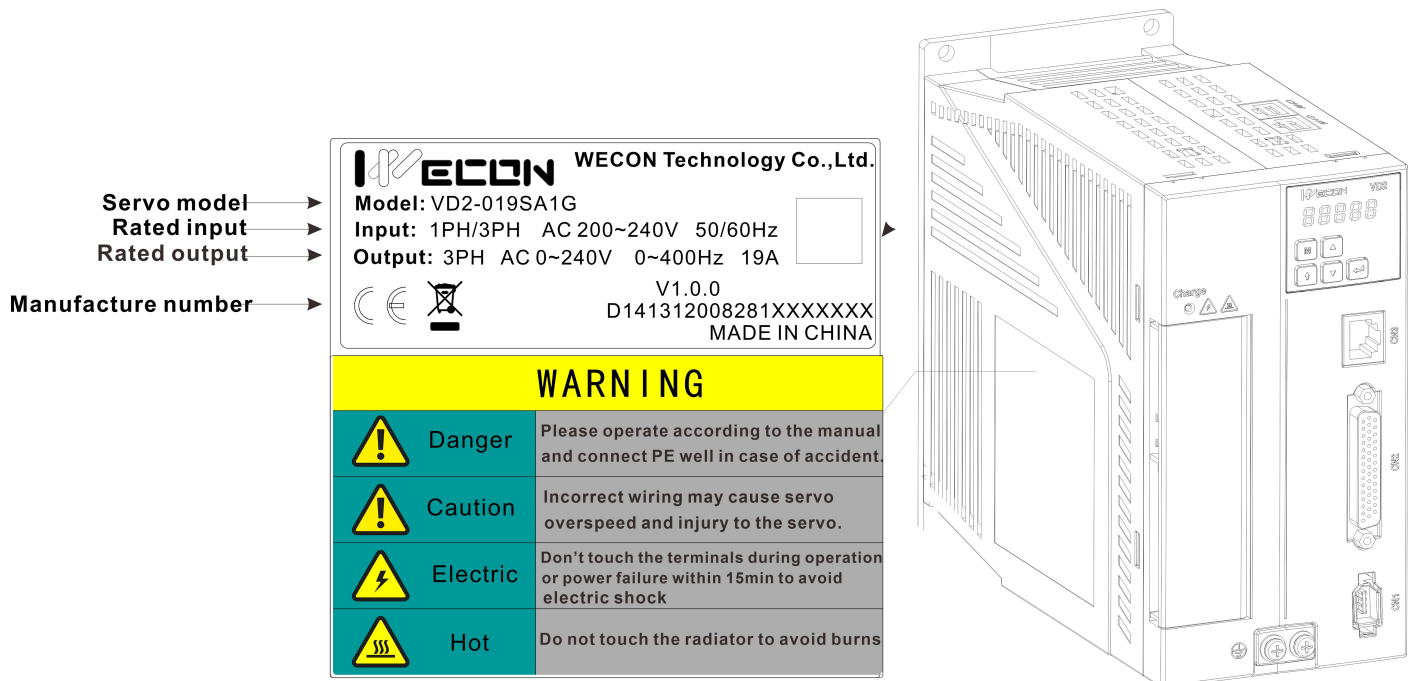 WECON
WECON Technology Co.,Ltd.
Servo model
Model: VD2-019SA1G
Rated input
Input: 1PH/3PH AC 200~240V 50/60Hz
Rated output
Output: 3PH AC 0~240V 0~400Hz 19A
Manufacture number
CE
V1.0.0
D141312008281XXXXXXX
MADE IN CHINA
WARNING
Danger
Please operate according to the manual
and connect PE well in case of accident.
Caution
Incorrect wiring may cause servo
overspeed and injury to the servo.
Electric
Don't touch the terminals during operation
or power failure within 15min to avoid
electric shock
Hot
Do not touch the radiator to avoid burns
WECON VD2
88888
M
Charge
CN3
CN2
CN1